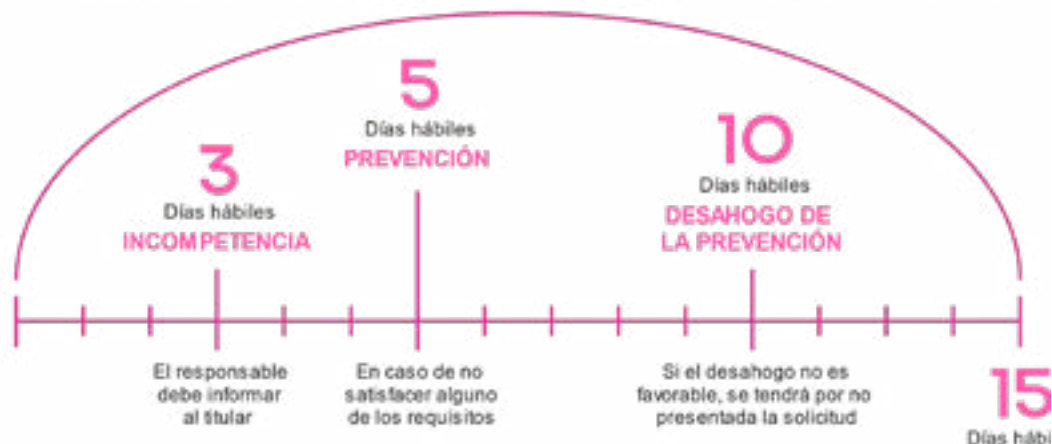 3
Días hábiles
INCOMPETENCIA
El responsable
debe informar
al titular
5
Días hábiles
PREVENCIÓN
En caso de no
satisfacer alguno
de los requisitos
10
Días hábiles
DESAHOGO DE
LA PREVENCIÓN
Si el desahogo no es
favorable, se tendrá por no
presentada la solicitud
15
Días